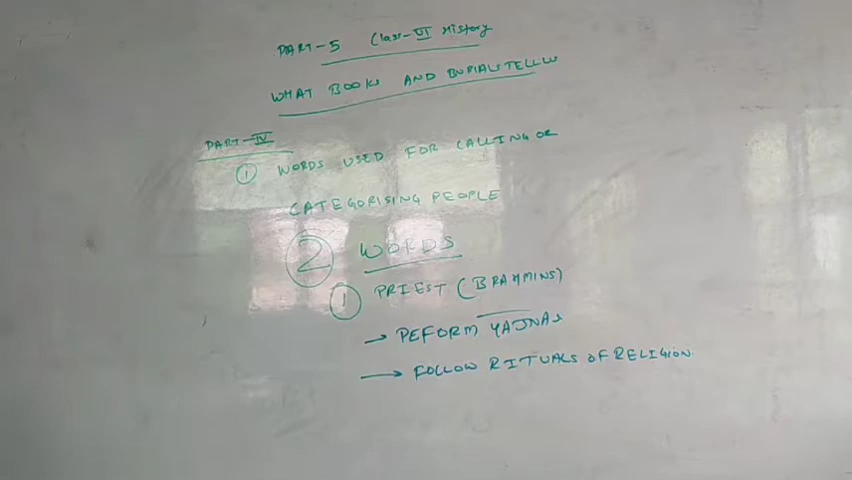 PART-5 Class-VI History
WHAT BOOKS AND BURIALS TELL US
PART-IV
① WORDS USED FOR CALLING OR
CATEGORISING PEOPLE
② WORDS
① PRIEST (BRAHMINS)
→ PEFORM YAJNAS
→ FOLLOW RITUALS OF RELIGION.